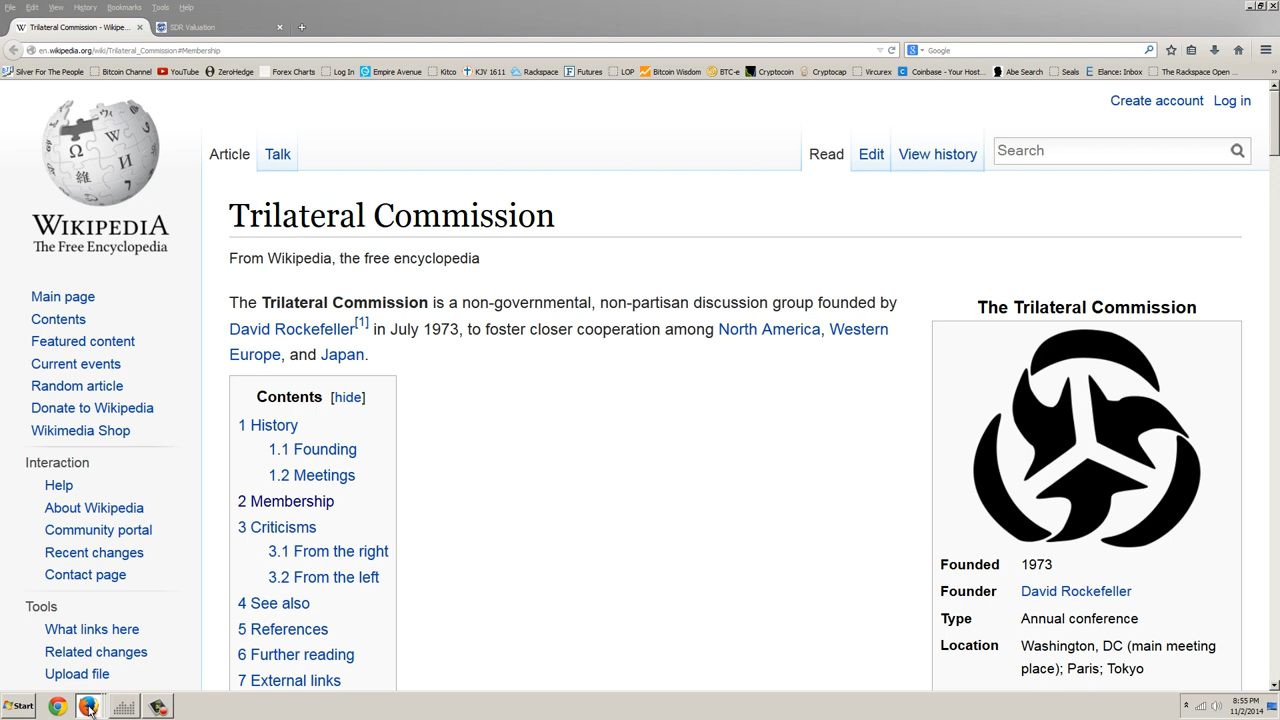 File Edit View History Bookmarks Tools Help
Trilateral Commission - Wikipe... SDR Valuation
en.wikipedia.org/wiki/Trilateral_Commission#Membership Google
Silver For The People Bitcoin Channel YouTube ZeroHedge Forex Charts Log In Empire Avenue Kitco KJV 1611 Rackspace Futures LOP Bitcoin Wisdom BTC-e Cryptocoin Cryptocap Vircurex Coinbase - Your Host... Abe Search Seals Elance: Inbox The Rackspace Open ...
Create account Log in
Article Talk Read Edit View history Search
WIKIPEDIA
The Free Encyclopedia
Main page
Contents
Featured content
Current events
Random article
Donate to Wikipedia
Wikimedia Shop
Interaction
Help
About Wikipedia
Community portal
Recent changes
Contact page
Tools
What links here
Related changes
Upload file
Trilateral Commission
From Wikipedia, the free encyclopedia
The Trilateral Commission is a non-governmental, non-partisan discussion group founded by
David Rockefeller[1] in July 1973, to foster closer cooperation among North America, Western
Europe, and Japan.
Contents [hide]
1 History
1.1 Founding
1.2 Meetings
2 Membership
3 Criticisms
3.1 From the right
3.2 From the left
4 See also
5 References
6 Further reading
7 External links
The Trilateral Commission
Founded 1973
Founder David Rockefeller
Type Annual conference
Location Washington, DC (main meeting
place); Paris; Tokyo
Start
8:55 PM
11/2/2014